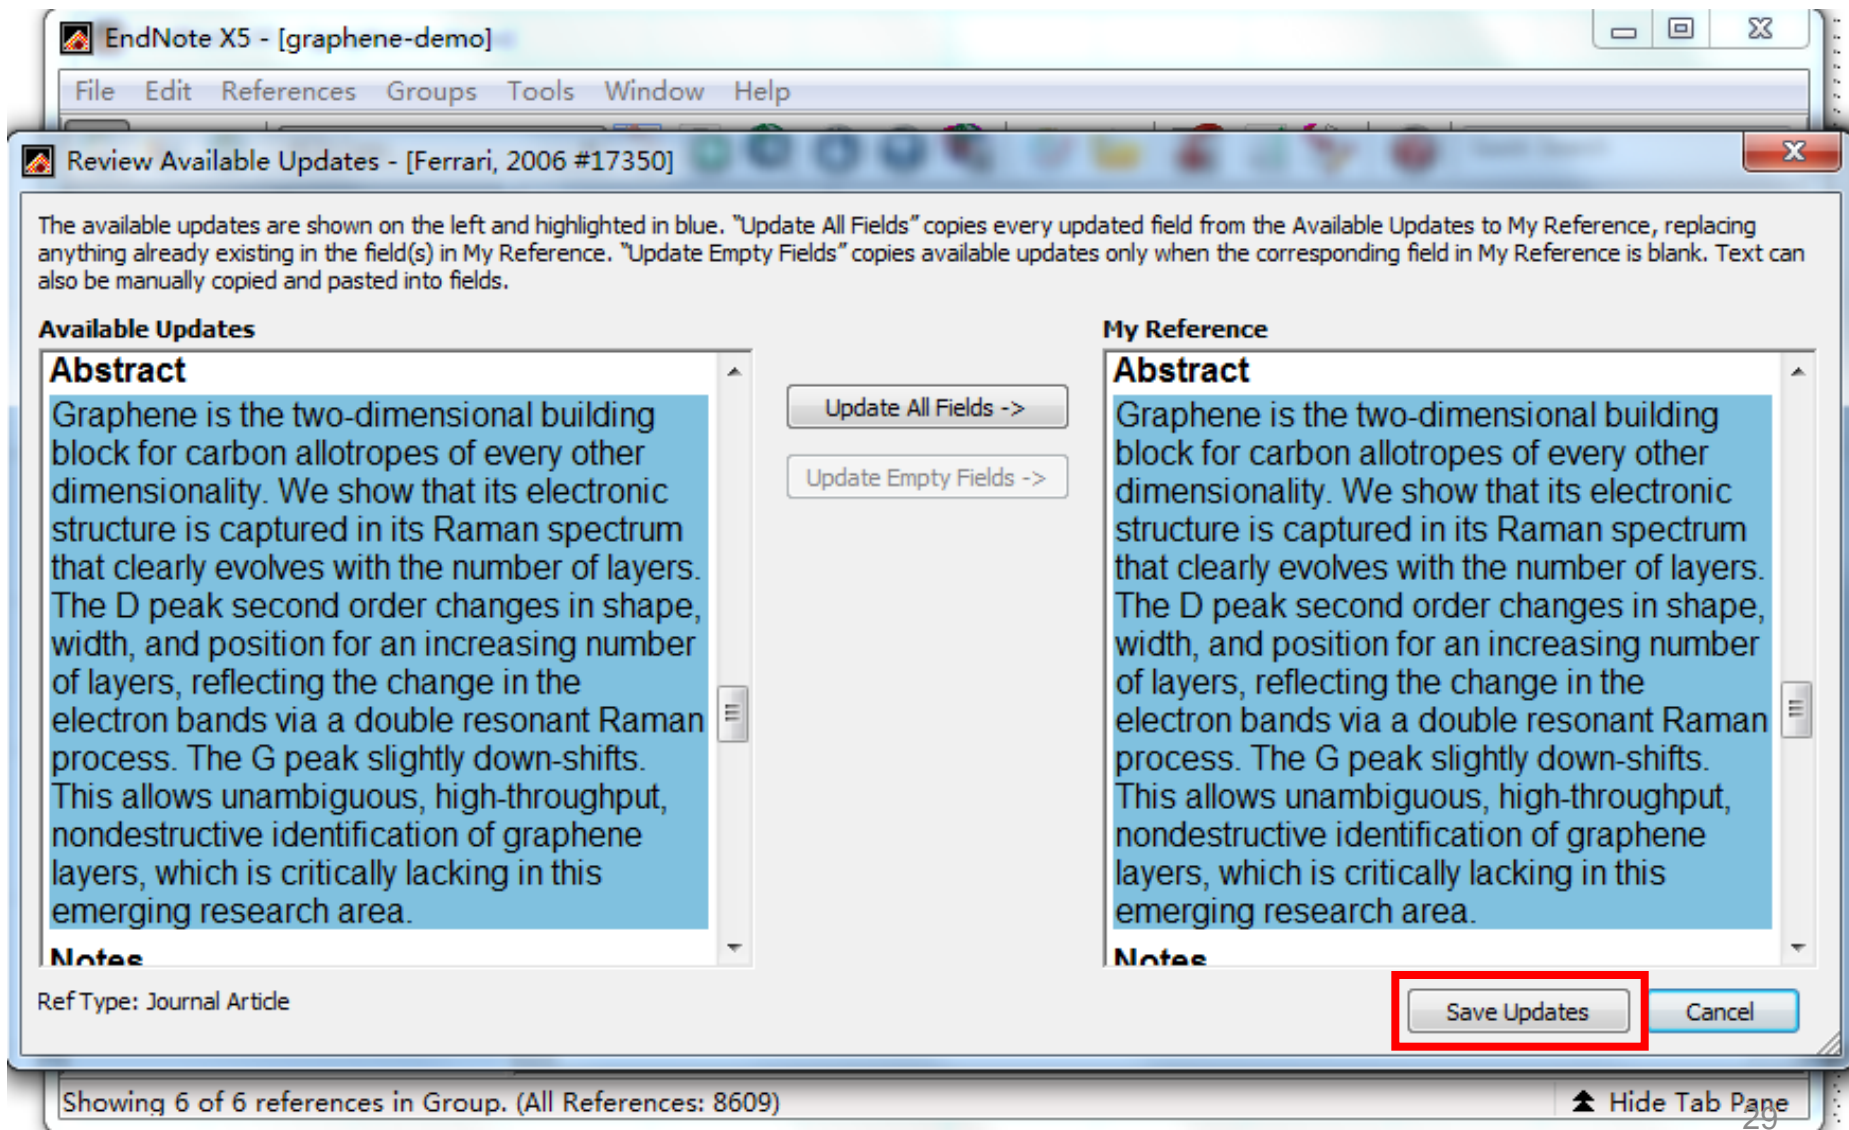 EndNote X5 - [graphene-demo]
File Edit References Groups Tools Window Help
Review Available Updates - [Ferrari, 2006 #17350]
The available updates are shown on the left and highlighted in blue. "Update All Fields" copies every updated field from the Available Updates to My Reference, replacing
anything already existing in the field(s) in My Reference. "Update Empty Fields" copies available updates only when the corresponding field in My Reference is blank. Text can
also be manually copied and pasted into fields.
Available Updates
Abstract
Graphene is the two-dimensional building
block for carbon allotropes of every other
dimensionality. We show that its electronic
structure is captured in its Raman spectrum
that clearly evolves with the number of layers.
The D peak second order changes in shape,
width, and position for an increasing number
of layers, reflecting the change in the
electron bands via a double resonant Raman
process. The G peak slightly down-shifts.
This allows unambiguous, high-throughput,
nondestructive identification of graphene
layers, which is critically lacking in this
emerging research area.
Notes
Update All Fields ->
Update Empty Fields ->
My Reference
Abstract
Graphene is the two-dimensional building
block for carbon allotropes of every other
dimensionality. We show that its electronic
structure is captured in its Raman spectrum
that clearly evolves with the number of layers.
The D peak second order changes in shape,
width, and position for an increasing number
of layers, reflecting the change in the
electron bands via a double resonant Raman
process. The G peak slightly down-shifts.
This allows unambiguous, high-throughput,
nondestructive identification of graphene
layers, which is critically lacking in this
emerging research area.
Notes
Ref Type: Journal Article
Save Updates
Cancel
Showing 6 of 6 references in Group. (All References: 8609)
Hide Tab Pane
29